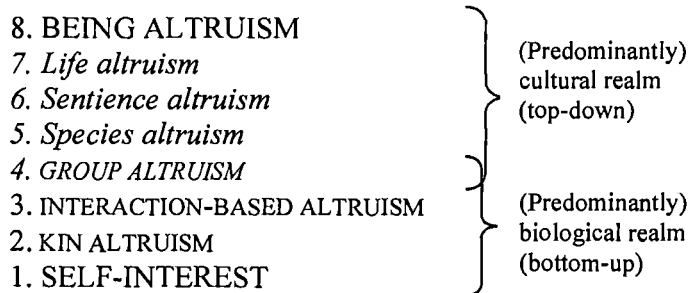 8. BEING ALTRUISM
7. Life altruism
6. Sentience altruism
5. Species altruism
4. GROUP ALTRUISM
3. INTERACTION-BASED ALTRUISM
2. KIN ALTRUISM
1. SELF-INTEREST
(Predominantly)
cultural realm
(top-down)
(Predominantly)
biological realm
(bottom-up)